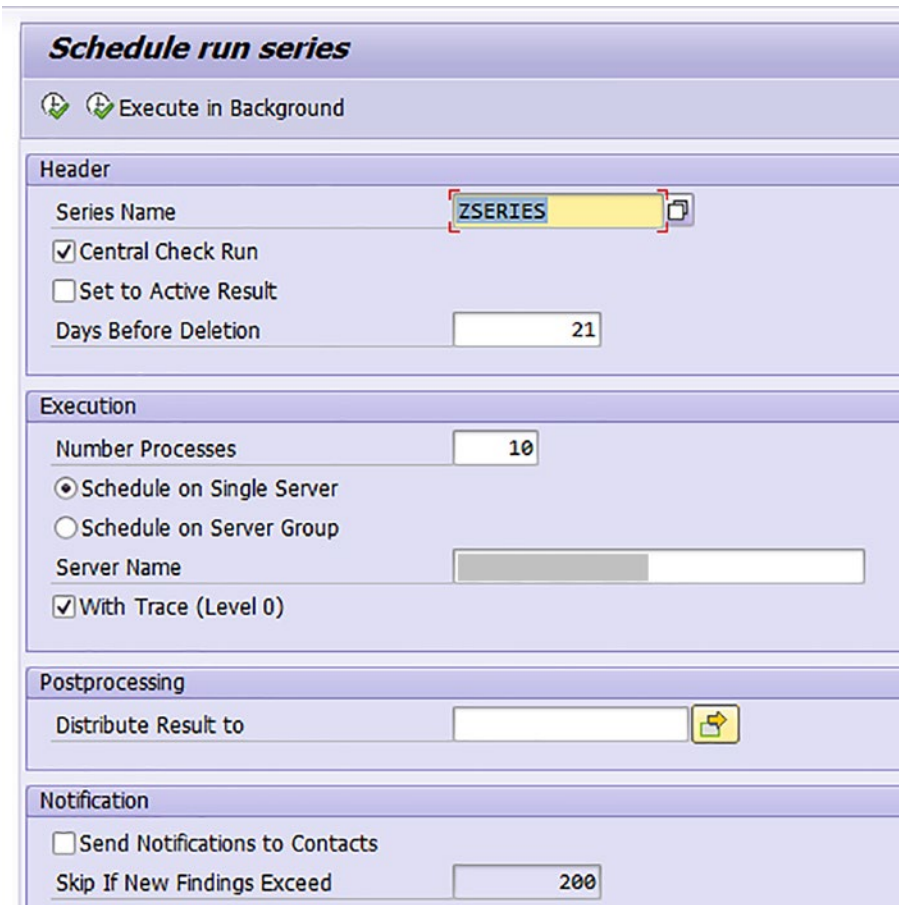 Schedule run series
Execute in Background
Header
Series Name ZSERIES
Central Check Run
Set to Active Result
Days Before Deletion 21
Execution
Number Processes 10
Schedule on Single Server
Schedule on Server Group
Server Name
With Trace (Level 0)
Postprocessing
Distribute Result to
Notification
Send Notifications to Contacts
Skip If New Findings Exceed 200